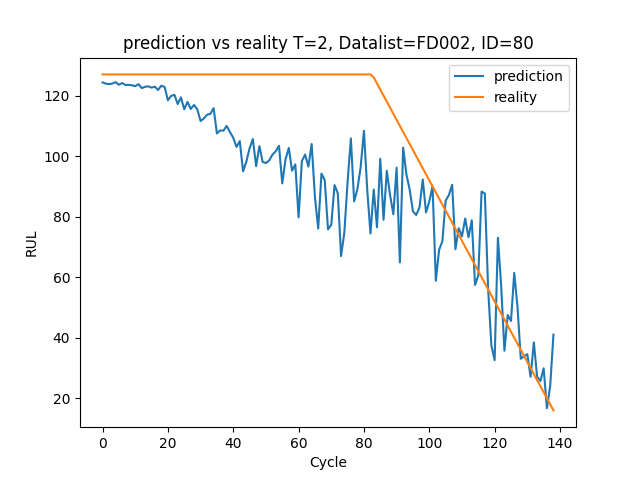 prediction vs reality T=2, Datalist=FD002, ID=80
prediction
reality
RUL
120
100
80
60
40
20
0 20 40 60 80 100 120 140
Cycle